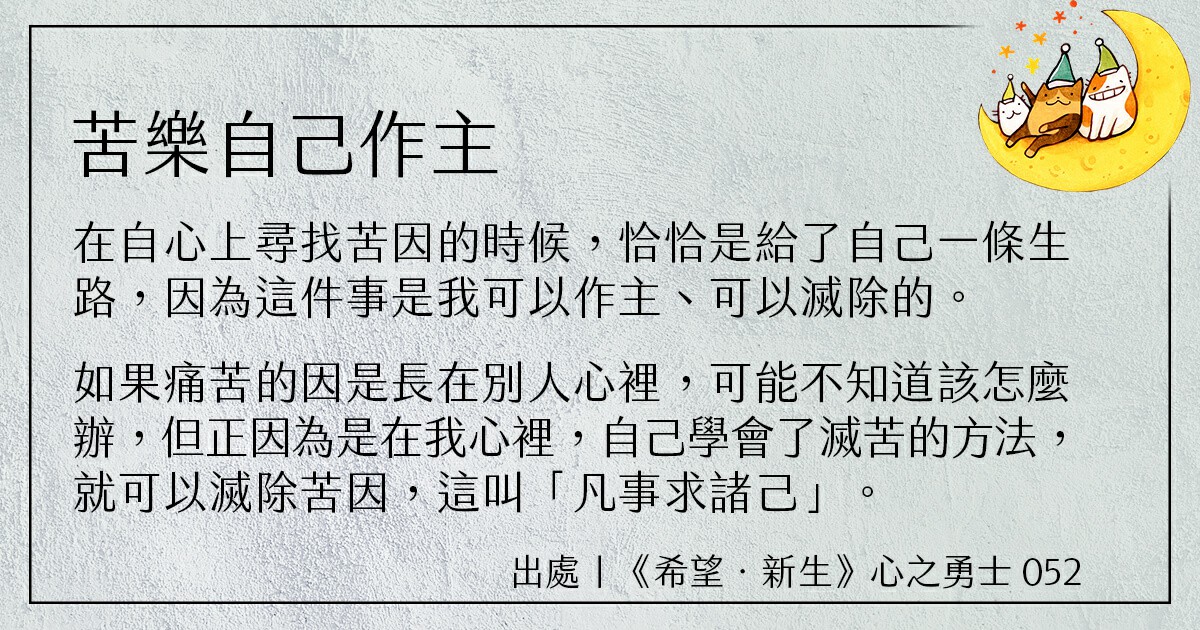 苦樂自己作主
在自心上尋找苦因的時候，恰恰是給了自己一條生
路，因為這件事是我可以作主、可以滅除的。
如果痛苦的因是長在別人心裡，可能不知道該怎麼
辦，但正因為是在我心裡，自己學會了滅苦的方法，
就可以滅除苦因，這叫「凡事求諸己」。
出處｜《希望．新生》心之勇士 052